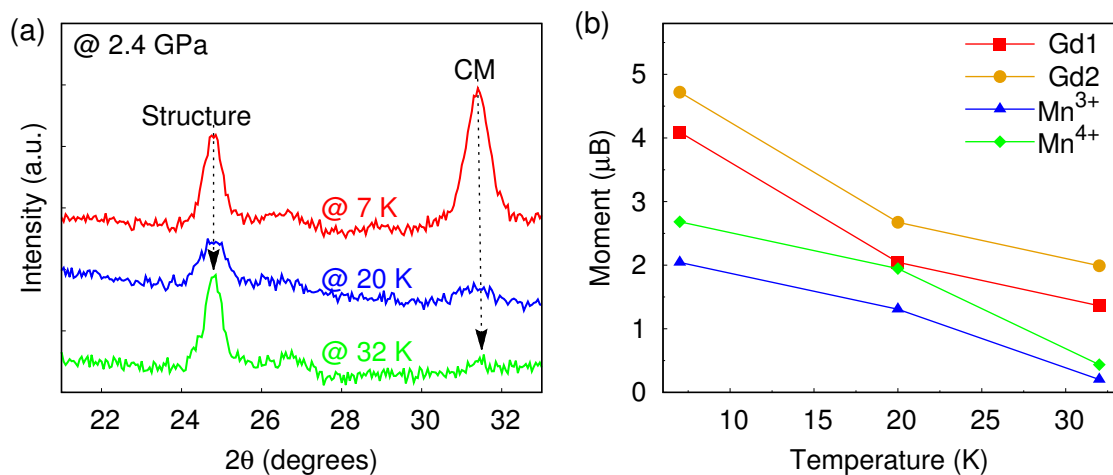 (a)
@ 2.4 GPa
CM
Structure
@ 7 K
@ 20 K
@ 32 K
Intensity (a.u.)
22 24 26 28 30 32
2θ (degrees)
(b)
Gd1
Gd2
Mn³⁺
Mn⁴⁺
Moment (μB)
5
4
3
2
1
0
10 15 20 25 30
Temperature (K)